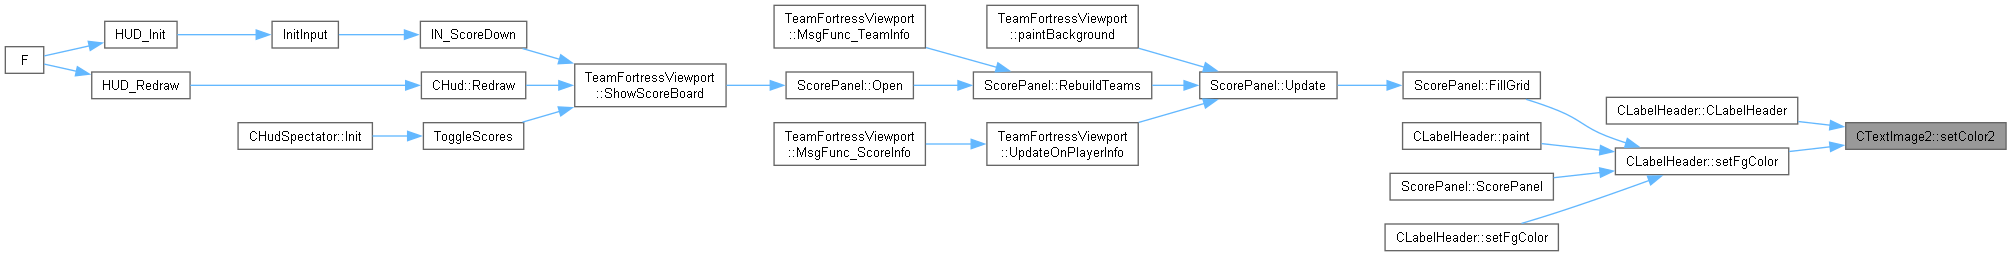 F
HUD_Init
HUD_Redraw
InitInput
CHudSpectator::Init
IN_ScoreDown
CHud::Redraw
ToggleScores
TeamFortressViewport
::ShowScoreBoard
TeamFortressViewport
::MsgFunc_TeamInfo
ScorePanel::Open
TeamFortressViewport
::MsgFunc_ScoreInfo
TeamFortressViewport
::paintBackground
ScorePanel::RebuildTeams
TeamFortressViewport
::UpdateOnPlayerInfo
ScorePanel::Update
ScorePanel::FillGrid
CLabelHeader::paint
ScorePanel::ScorePanel
CLabelHeader::setFgColor
CLabelHeader::CLabelHeader
CLabelHeader::setFgColor
CTextImage2::setColor2